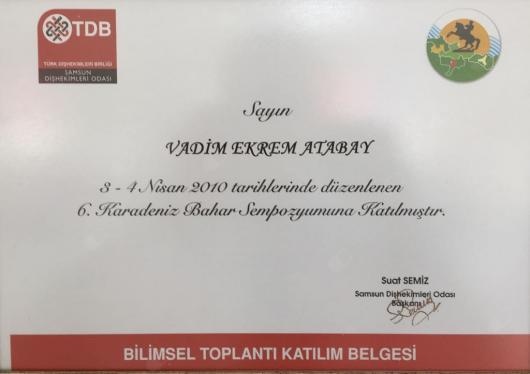 TDB
TÜRK DİŞHEKİMLERİ BİRLİĞİ
SAMSUN
DİŞHEKİMLERİ ODASI
Sayın
VADİM EKREM ATABAY
3 - 4 Nisan 2010 tarihlerinde düzenlenen
6. Karadeniz Bahar Sempozyumuna Katılmıştır.
Suat SEMİZ
Samsun Dişhekimleri Odası
Başkanı
BİLİMSEL TOPLANTI KATILIM BELGESİ